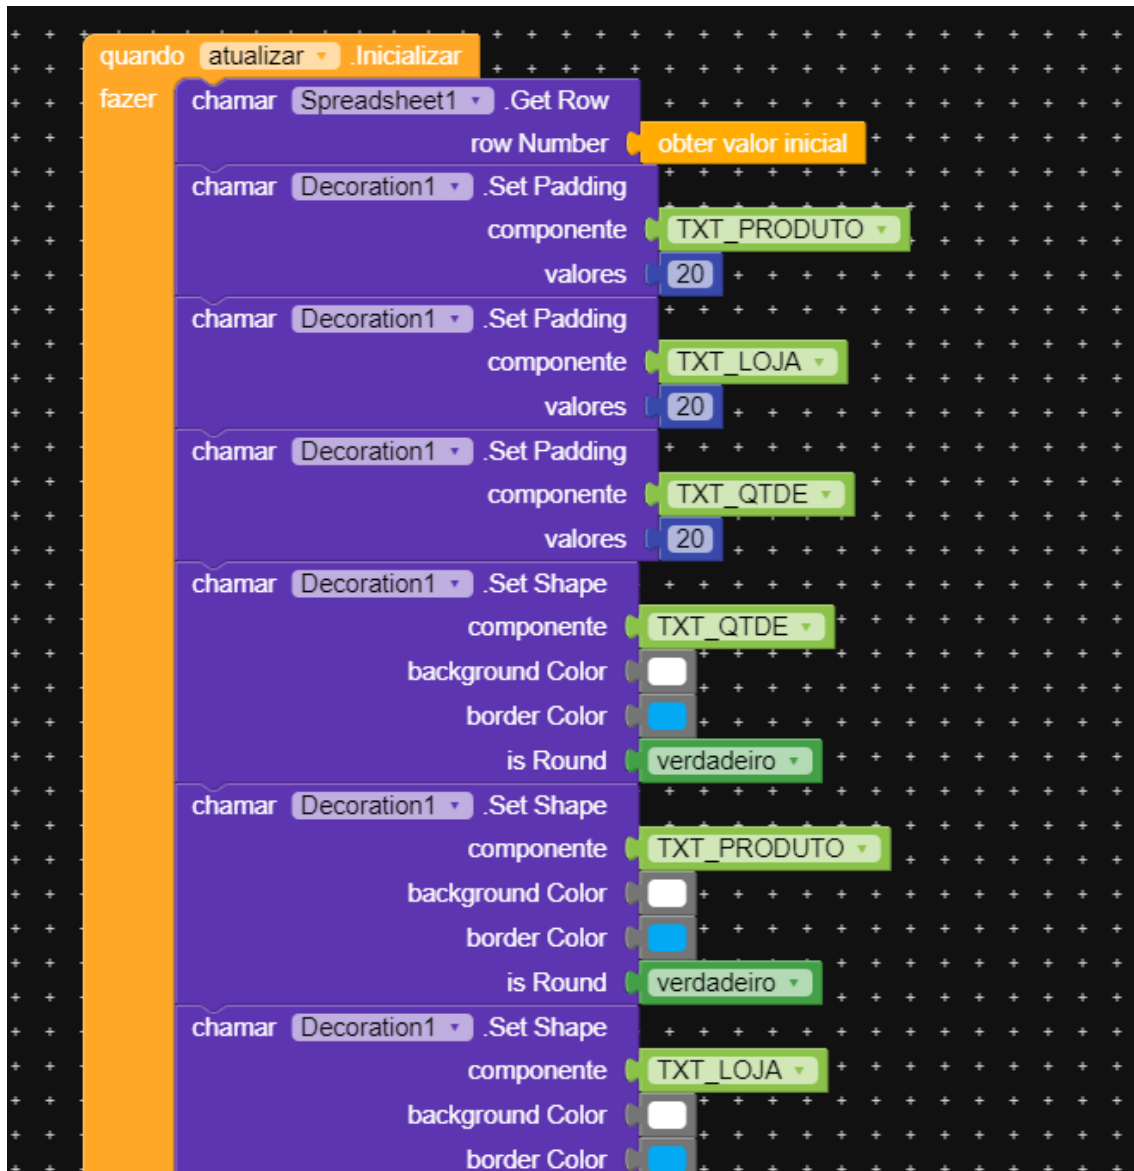 quando atualizar .Inicializar
fazer chamar Spreadsheet1 .Get Row
row Number obter valor inicial
chamar Decoration1 .Set Padding
componente TXT_PRODUTO
valores 20
chamar Decoration1 .Set Padding
componente TXT_LOJA
valores 20
chamar Decoration1 .Set Padding
componente TXT_QTDE
valores 20
chamar Decoration1 .Set Shape
componente TXT_QTDE
background Color
border Color
is Round verdadeiro
chamar Decoration1 .Set Shape
componente TXT_PRODUTO
background Color
border Color
is Round verdadeiro
chamar Decoration1 .Set Shape
componente TXT_LOJA
background Color
border Color